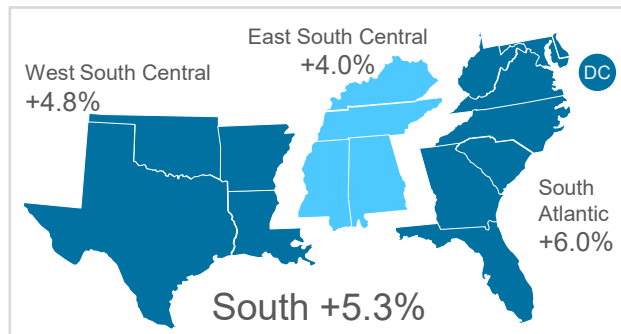 East South Central
+4.0%
West South Central
+4.8%
DC
South
Atlantic
+6.0%
South +5.3%